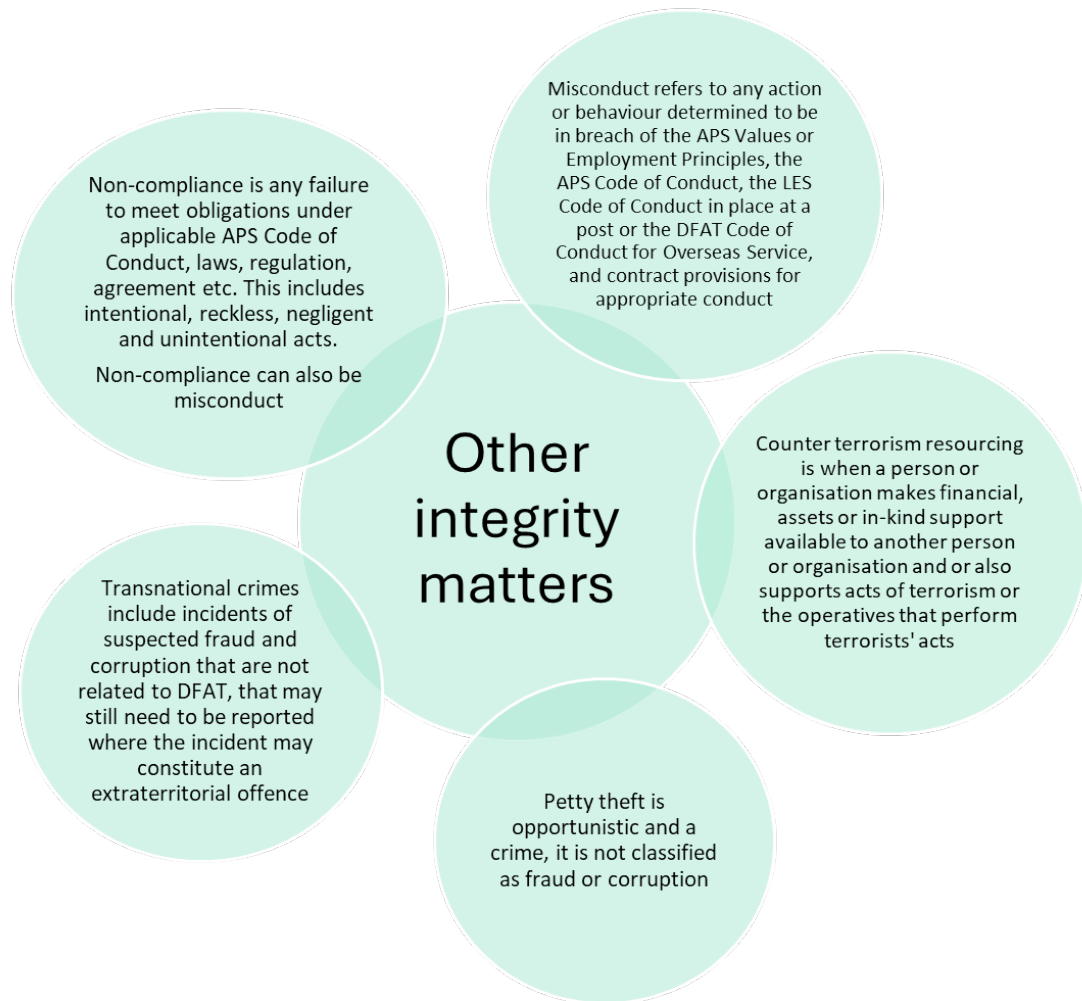 Misconduct refers to any action
or behaviour determined to be
in breach of the APS Values or
Employment Principles, the
APS Code of Conduct, the LES
Code of Conduct in place at a
post or the DFAT Code of
Conduct for Overseas Service,
and contract provisions for
appropriate conduct
Non-compliance is any failure
to meet obligations under
applicable APS Code of
Conduct, laws, regulation,
agreement etc. This includes
intentional, reckless, negligent
and unintentional acts.
Non-compliance can also be
misconduct
Other
integrity
matters
Counter terrorism resourcing
is when a person or
organisation makes financial,
assets or in-kind support
available to another person
or organisation and or also
supports acts of terrorism or
the operatives that perform
terrorists' acts
Transnational crimes
include incidents of
suspected fraud and
corruption that are not
related to DFAT, that may
still need to be reported
where the incident may
constitute an
extraterritorial offence
Petty theft is
opportunistic and a
crime, it is not classified
as fraud or corruption